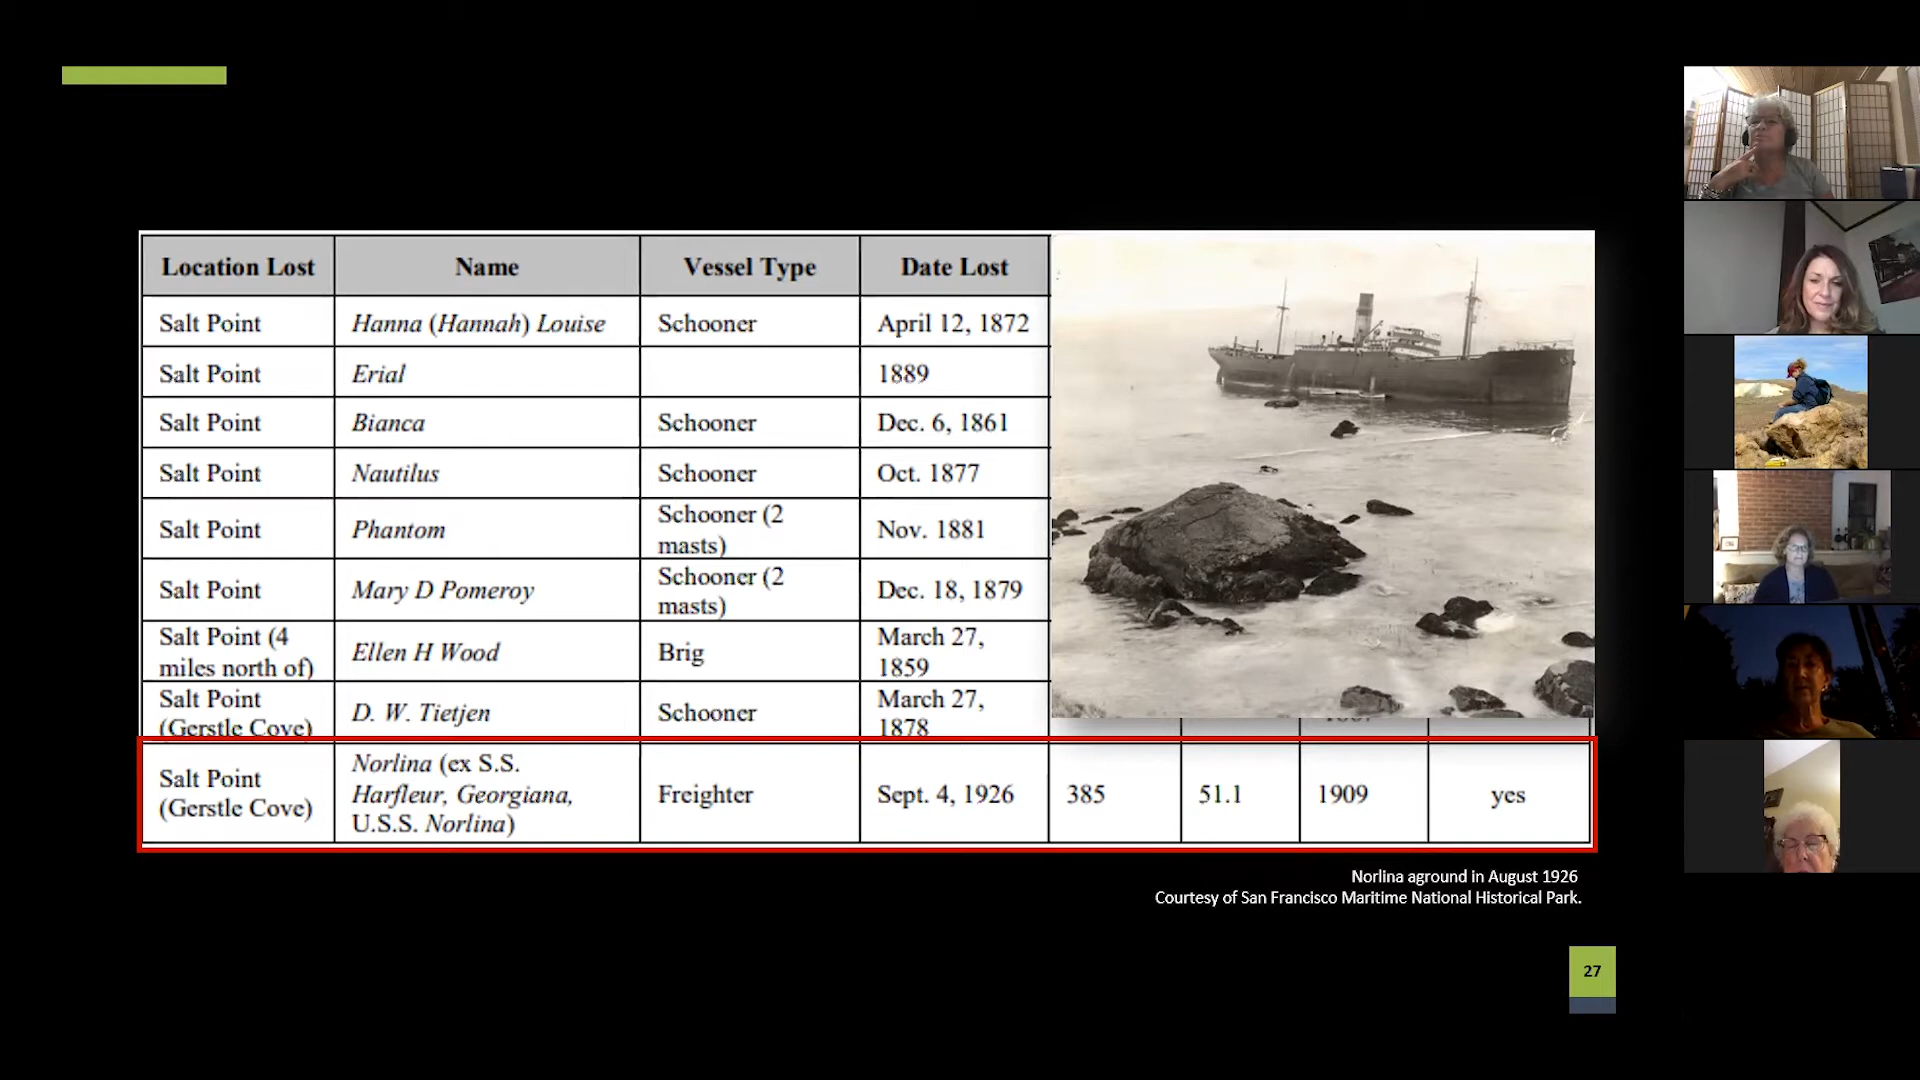 Location Lost Name Vessel Type Date Lost
Salt Point Hanna (Hannah) Louise Schooner April 12, 1872
Salt Point Erial 1889
Salt Point Bianca Schooner Dec. 6, 1861
Salt Point Nautilus Schooner Oct. 1877
Salt Point Phantom Schooner (2
masts) Nov. 1881
Salt Point Mary D Pomeroy Schooner (2
masts) Dec. 18, 1879
Salt Point (4
miles north of) Ellen H Wood Brig March 27,
1859
Salt Point
(Gerstle Cove) D. W. Tietjen Schooner March 27,
1878
Salt Point
(Gerstle Cove) Norlina (ex S.S.
Harfleur, Georgiana,
U.S.S. Norlina) Freighter Sept. 4, 1926 385 51.1 1909 yes
Norlina aground in August 1926
Courtesy of San Francisco Maritime National Historical Park.
27